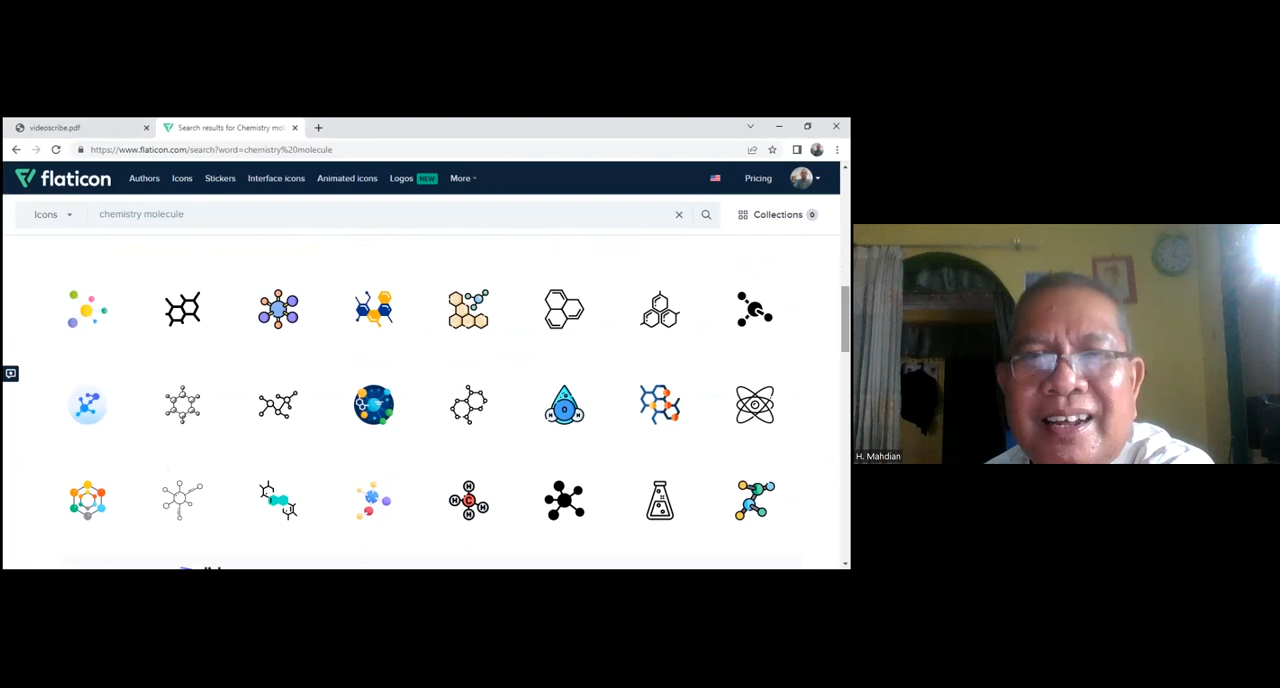 videoscribe.pdf
Search results for Chemistry mol
https://www.flaticon.com/search?word=chemistry%20molecule
flaticon Authors Icons Stickers Interface icons Animated icons Logos NEW More Pricing
Icons chemistry molecule Collections 0
H O H
H
H C H
H
H. Mahdian